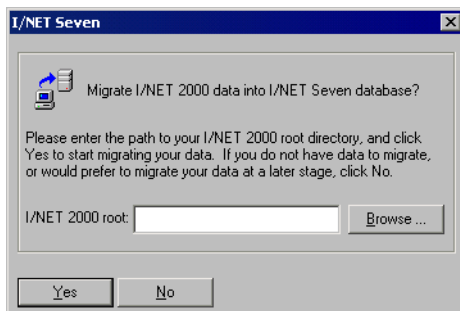 I/NET Seven
Migrate I/NET 2000 data into I/NET Seven database?
Please enter the path to your I/NET 2000 root directory, and click
Yes to start migrating your data. If you do not have data to migrate,
or would prefer to migrate your data at a later stage, click No.
I/NET 2000 root:
Browse ...
Yes
No